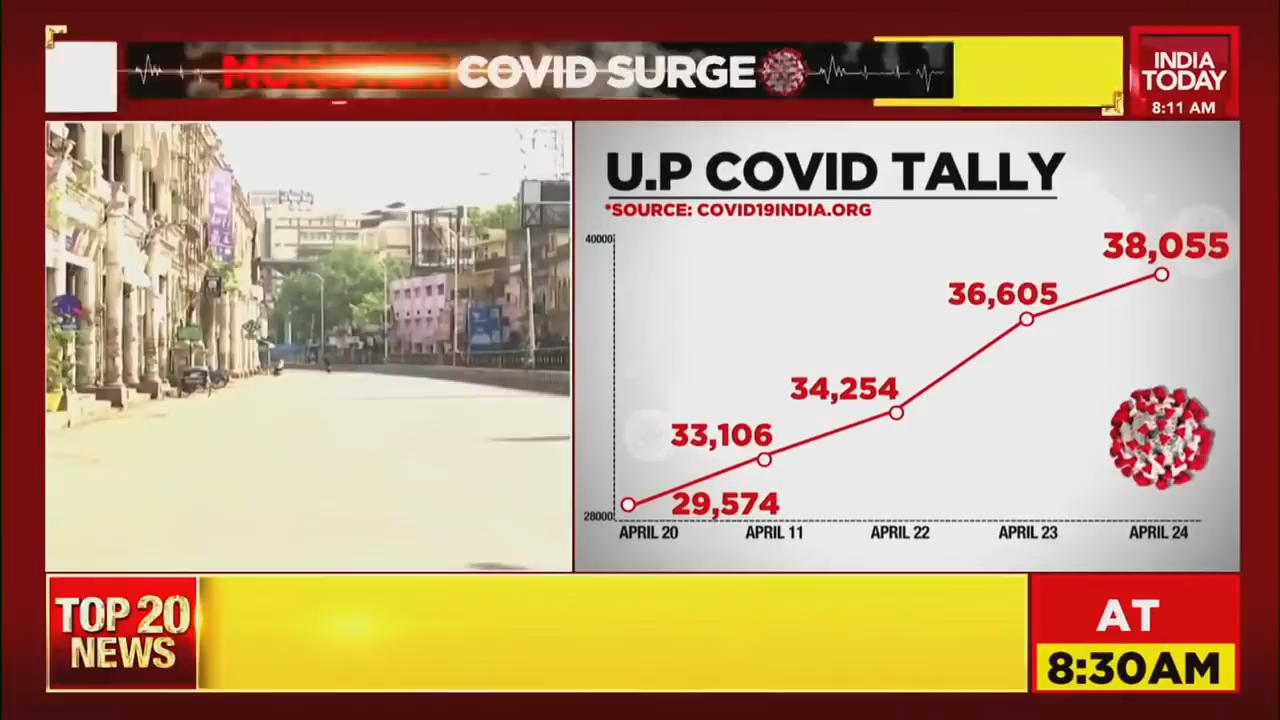 COVID SURGE
INDIA
TODAY
8:11 AM
U.P COVID TALLY
*SOURCE: COVID19INDIA.ORG
40000
38,055
36,605
34,254
33,106
29,574
28000
APRIL 20 APRIL 11 APRIL 22 APRIL 23 APRIL 24
TOP 20
NEWS
AT
8:30AM